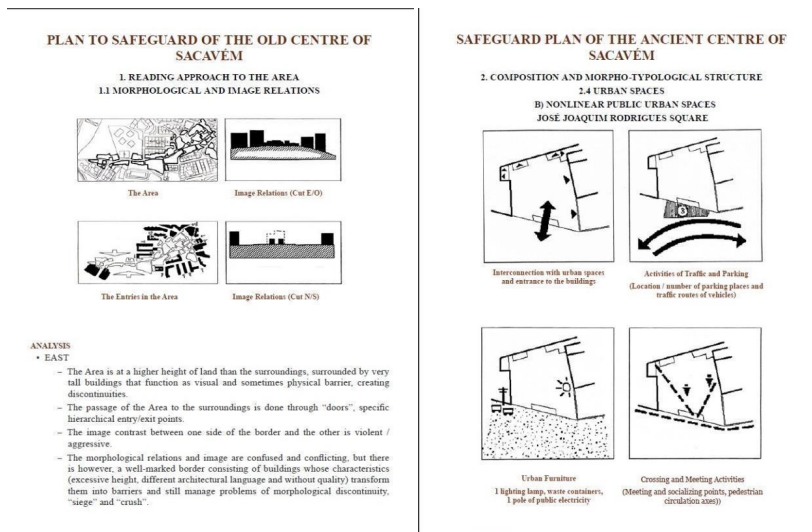 PLAN TO SAFEGUARD OF THE OLD CENTRE OF
SACAVÉM
1. READING APPROACH TO THE AREA
1.1 MORPHOLOGICAL AND IMAGE RELATIONS
The Area
Image Relations (Cut E/O)
The Entries in the Area
Image Relations (Cut N/S)
ANALYSIS
• EAST
– The Area is at a higher height of land than the surroundings, surrounded by very
tall buildings that function as visual and sometimes physical barrier, creating
discontinuities.
– The passage of the Area to the surroundings is done through “doors”, specific
hierarchical entry/exit points.
– The image contrast between one side of the border and the other is violent /
aggressive.
– The morphological relations and image are confused and conflicting, but there
is however, a well-marked border consisting of buildings whose characteristics
(excessive height, different architectural language and without quality) transform
them into barriers and still manage problems of morphological discontinuity,
“siege” and “crush”.
SAFEGUARD PLAN OF THE ANCIENT CENTRE OF
SACAVÉM
2. COMPOSITION AND MORPHO-TYPOLOGICAL STRUCTURE
2.4 URBAN SPACES
B) NONLINEAR PUBLIC URBAN SPACES
JOSÉ JOAQUIM RODRIGUES SQUARE
3
Interconnection with urban spaces
and entrance to the buildings
Activities of Traffic and Parking
(Location / number of parking places and
traffic routes of vehicles)
Urban Furniture
1 lighting lamp, waste containers,
1 pole of public electricity
Crossing and Meeting Activities
(Meeting and socializing points, pedestrian
circulation axes))